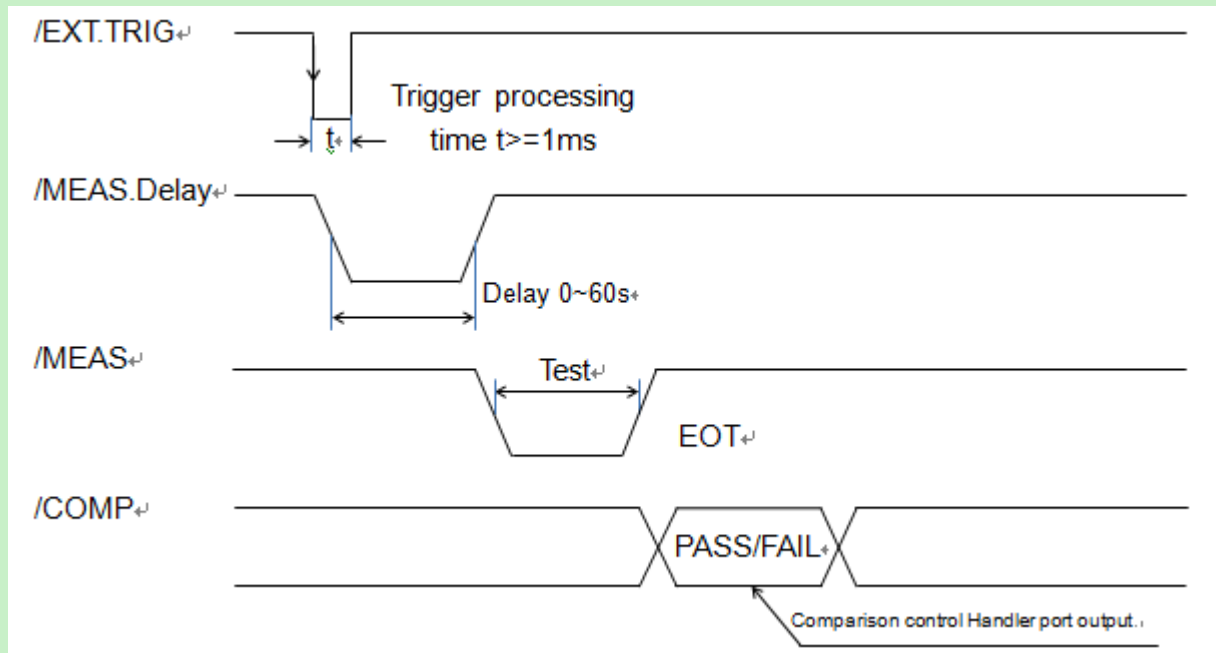 /EXT.TRIG
Trigger processing
time t>=1ms
t
/MEAS.Delay
Delay 0~60s
/MEAS
Test
EOT
/COMP
PASS/FAIL
Comparison control Handler port output.